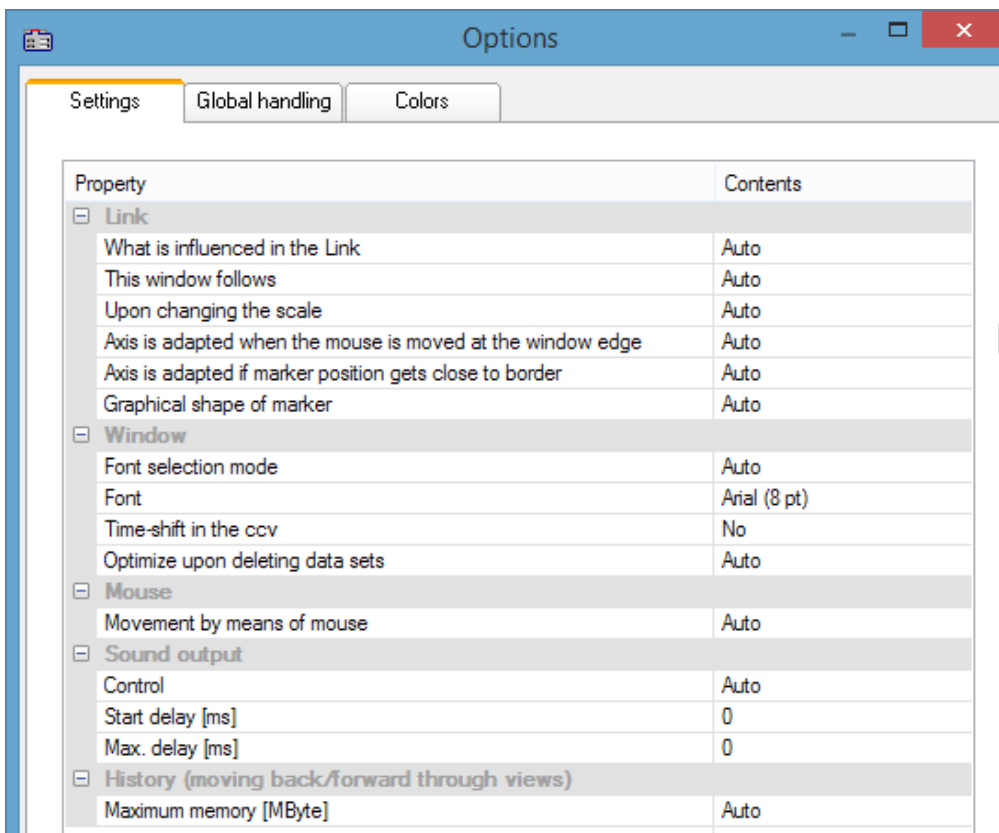 Options
Settings Global handling Colors
Property Contents
Link
What is influenced in the Link Auto
This window follows Auto
Upon changing the scale Auto
Axis is adapted when the mouse is moved at the window edge Auto
Axis is adapted if marker position gets close to border Auto
Graphical shape of marker Auto
Window
Font selection mode Auto
Font Arial (8 pt)
Time-shift in the ccv No
Optimize upon deleting data sets Auto
Mouse
Movement by means of mouse Auto
Sound output
Control Auto
Start delay [ms] 0
Max. delay [ms] 0
History (moving back/forward through views)
Maximum memory [MByte] Auto